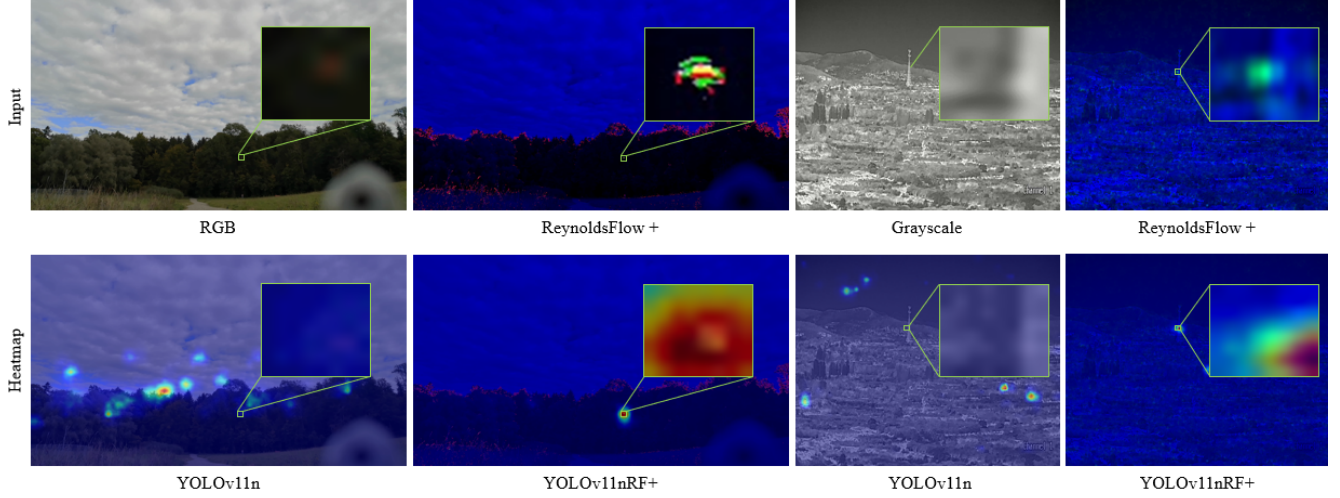 Input
RGB
ReynoldsFlow +
Grayscale
ReynoldsFlow +
Heatmap
YOLOv11n
YOLOv11nRF+
YOLOv11n
YOLOv11nRF+